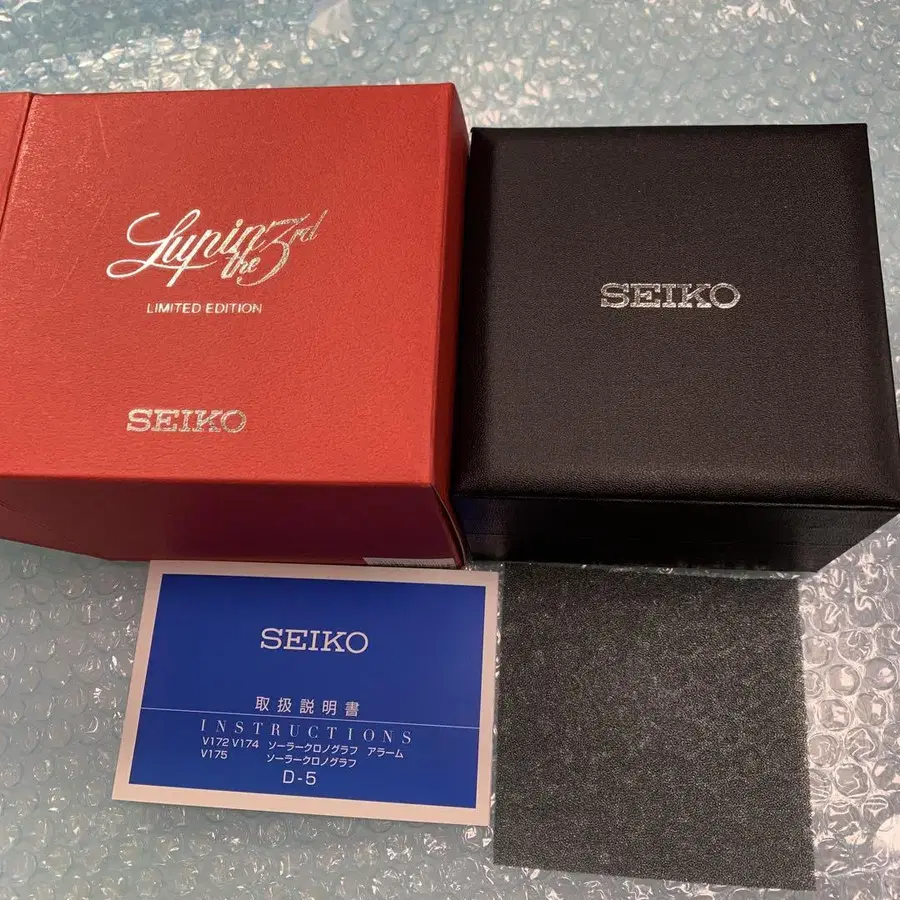 Lupin
the 3rd
LIMITED EDITION
SEIKO
SEIKO
SEIKO
取扱説明書
INSTRUCTIONS
V172 V174 ソーラークロノグラフ アラーム
V175 ソーラークロノグラフ
D-5